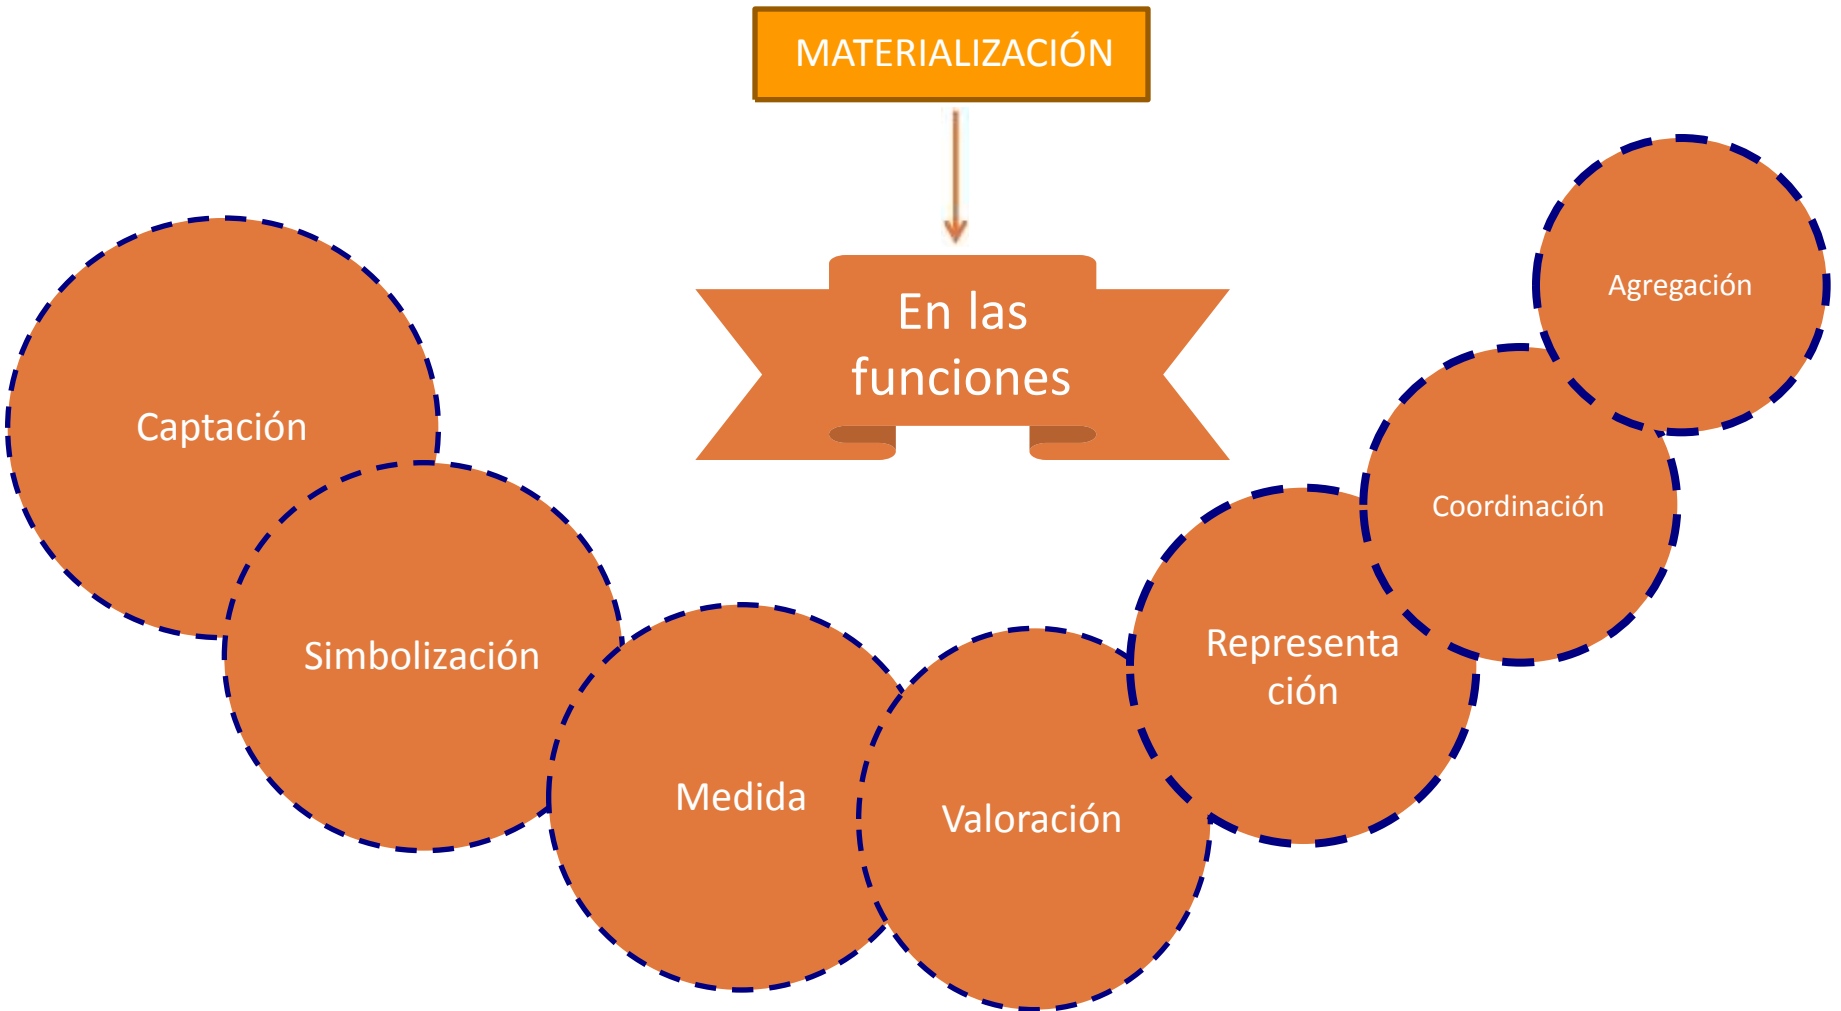 MATERIALIZACIÓN
En las
funciones
Captación
Simbolización
Medida
Valoración
Representa
ción
Coordinación
Agregación